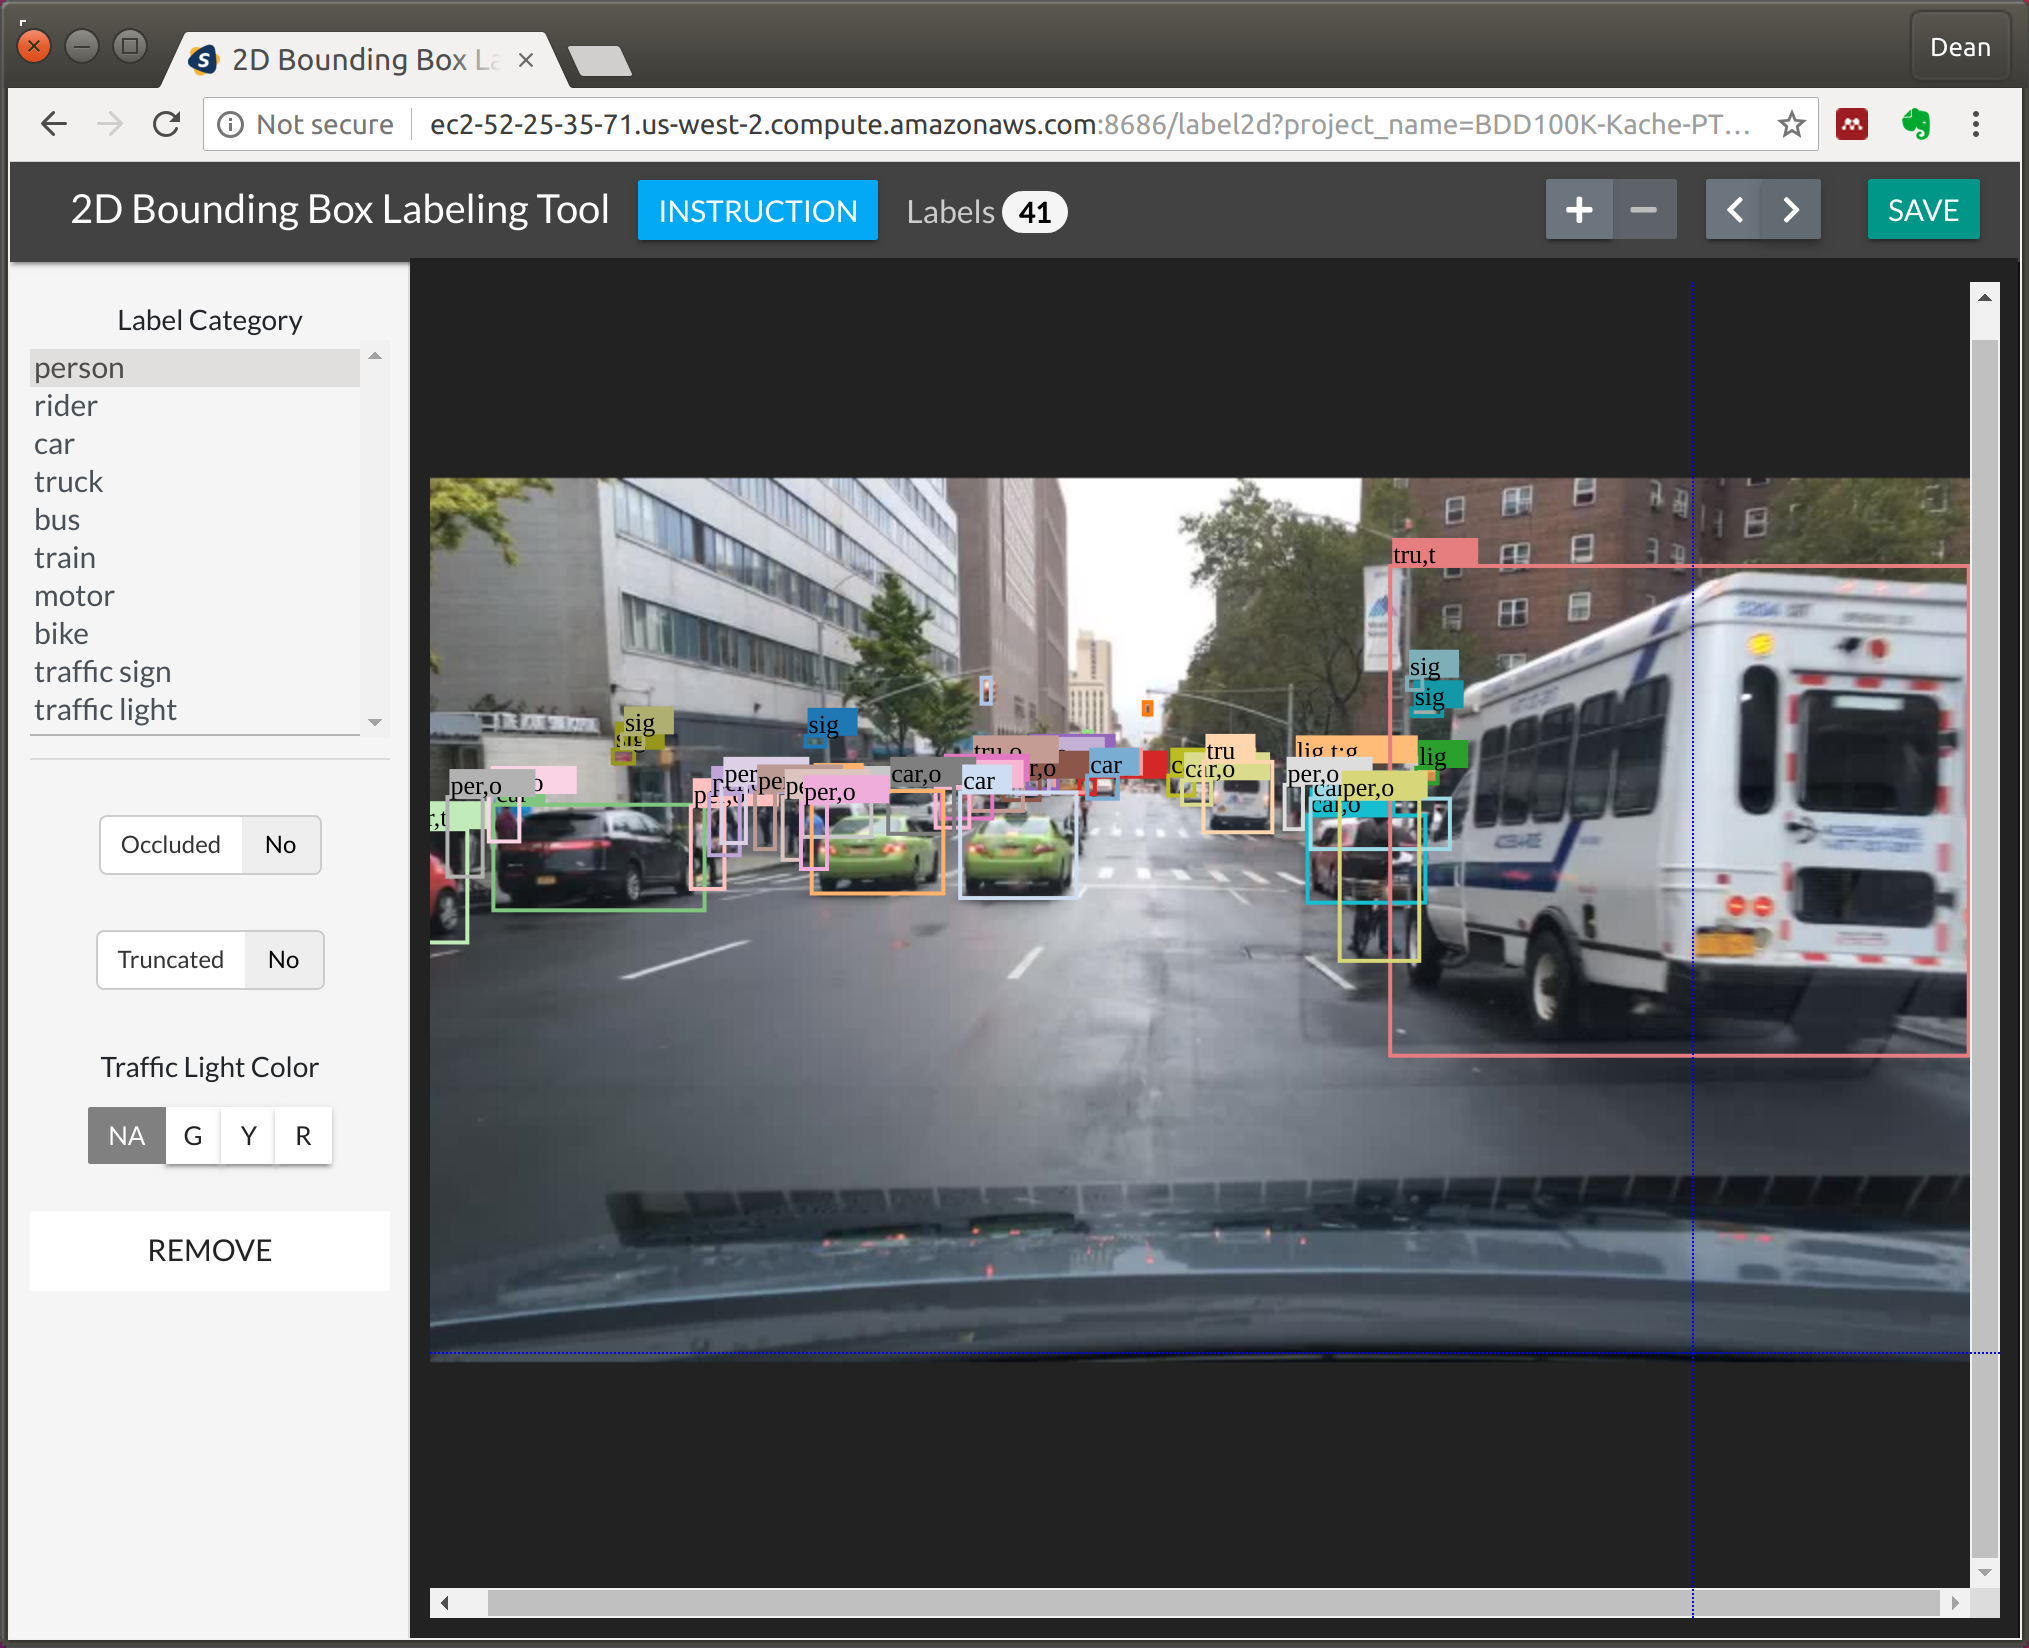 2D Bounding Box La
Dean
Not secure
ec2-52-25-35-71.us-west-2.compute.amazonaws.com:8686/label2d?project_name=BDD100K-Kache-PT...
2D Bounding Box Labeling Tool
INSTRUCTION
Labels 41
SAVE
Label Category
person
rider
car
truck
bus
train
motor
bike
traffic sign
traffic light
Occluded No
Truncated No
Traffic Light Color
NA G Y R
REMOVE
tru,t
sig
sig
sig
sig
tru,o
car
tru
lig,t;g
lig
car,o
car
r,o
car,o
per,o
per,o
per,o
per,o
car,o